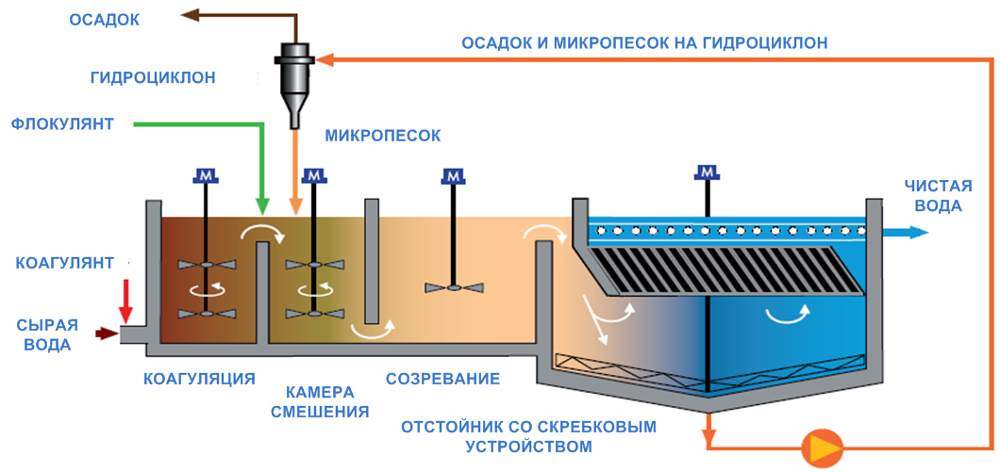 ОСАДОК
ОСАДОК И МИКРОПЕСОК НА ГИДРОЦИКЛОН
ГИДРОЦИКЛОН
ФЛОКУЛЯНТ
МИКРОПЕСОК
M
M
M
M
ЧИСТАЯ
ВОДА
КОАГУЛЯНТ
СЫРАЯ
ВОДА
КОАГУЛЯЦИЯ
КАМЕРА
СМЕШЕНИЯ
СОЗРЕВАНИЕ
ОТСТОЙНИК СО СКРЕБКОВЫМ
УСТРОЙСТВОМ